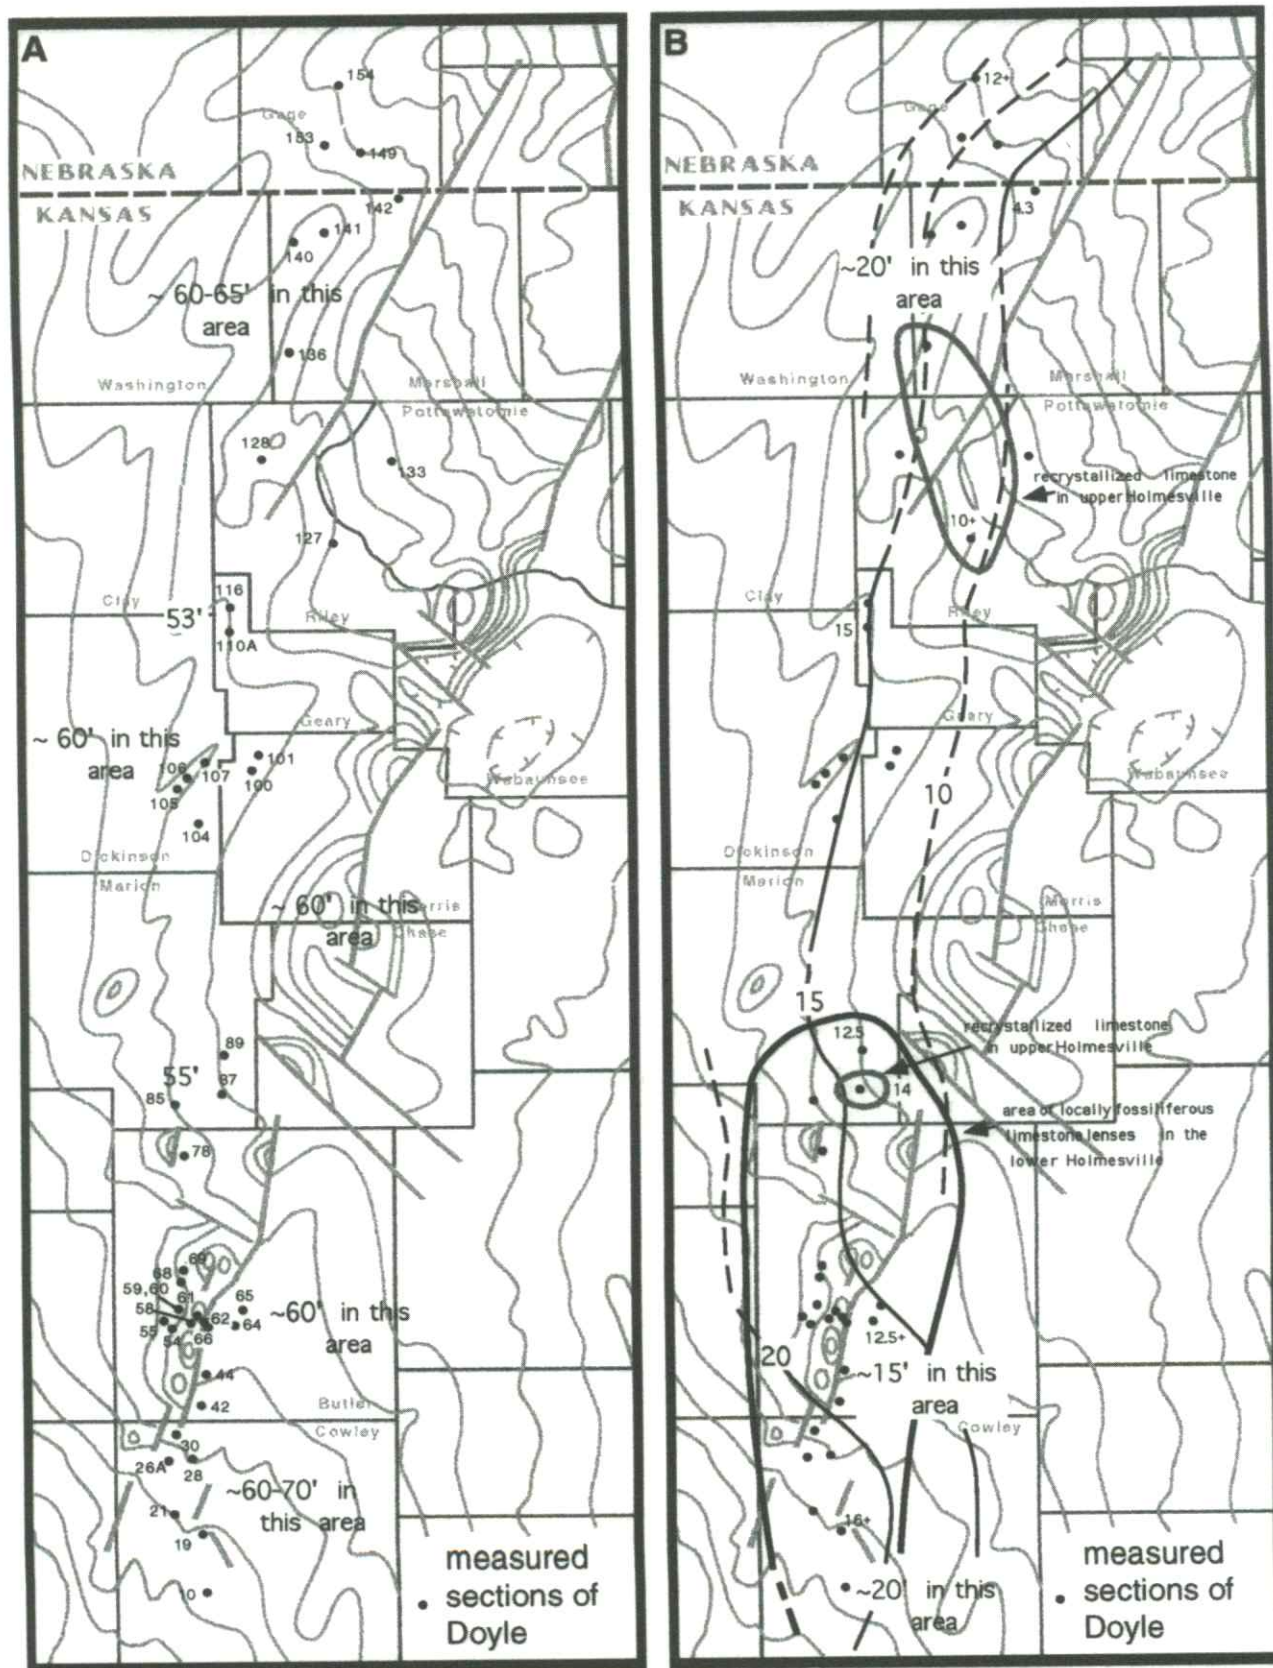 A
154
Gage
153
149
NEBRASKA
KANSAS
142
141
140
~ 60-65' in this
area
136
Washington
Marshall
Pottawatomie
128
133
127
116
Clay
53'
Riley
110A
Geary
~ 60' in this
area
101
106
107
100
Wabaunsee
105
104
Dickinson
Marion
~ 60' in this
area
Chase
89
55'
87
85
78
69
68
59,60
61
65
58
62
~60' in this
area
55
54
66
64
44
42
Butler
Cowley
30
26A
28
~60-70' in
this area
21
19
measured
sections of
Doyle
B
12+
Gage
NEBRASKA
KANSAS
4.3
~20' in this
area
Washington
Marshall
Pottawatomie
recrystallized limestone
in upper Holmesville
10+
Clay
Riley
15
Geary
Wabaunsee
10
Dickinson
Marion
Morris
Chase
15
12.5
recrystallized limestone
in upper Holmesville
14
area of locally fossiliferous
limestone lenses in the
lower Holmesville
12.5+
20
~15' in this
area
Cowley
16+
~20' in this
area
measured
sections of
Doyle